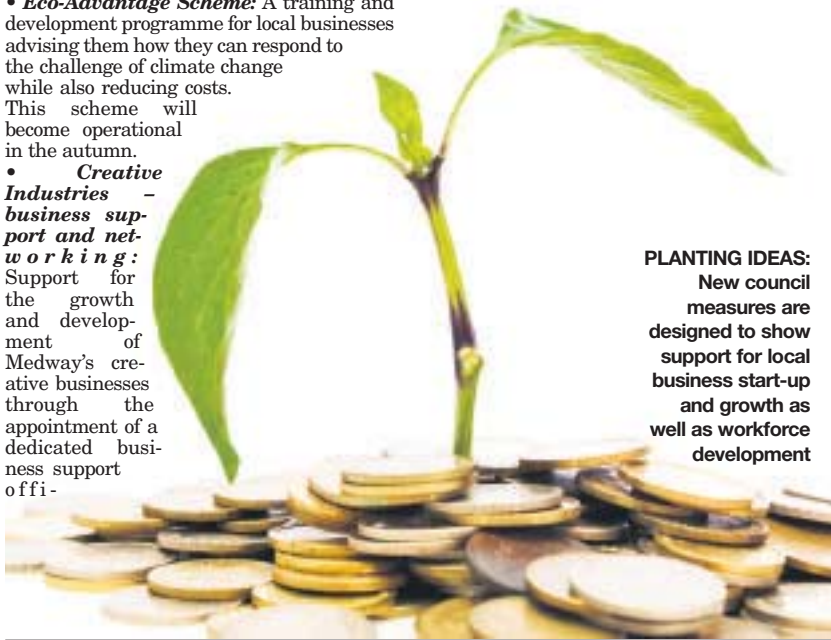 • Eco-Advantage Scheme: A training and
development programme for local businesses
advising them how they can respond to
the challenge of climate change
while also reducing costs.
This scheme will
become operational
in the autumn.
• Creative
Industries –
business sup-
port and net-
working:
Support for
the growth
and develop-
ment of
Medway's cre-
ative businesses
through the
appointment of a
dedicated busi-
ness support
offi-
PLANTING IDEAS:
New council
measures are
designed to show
support for local
business start-up
and growth as
well as workforce
development